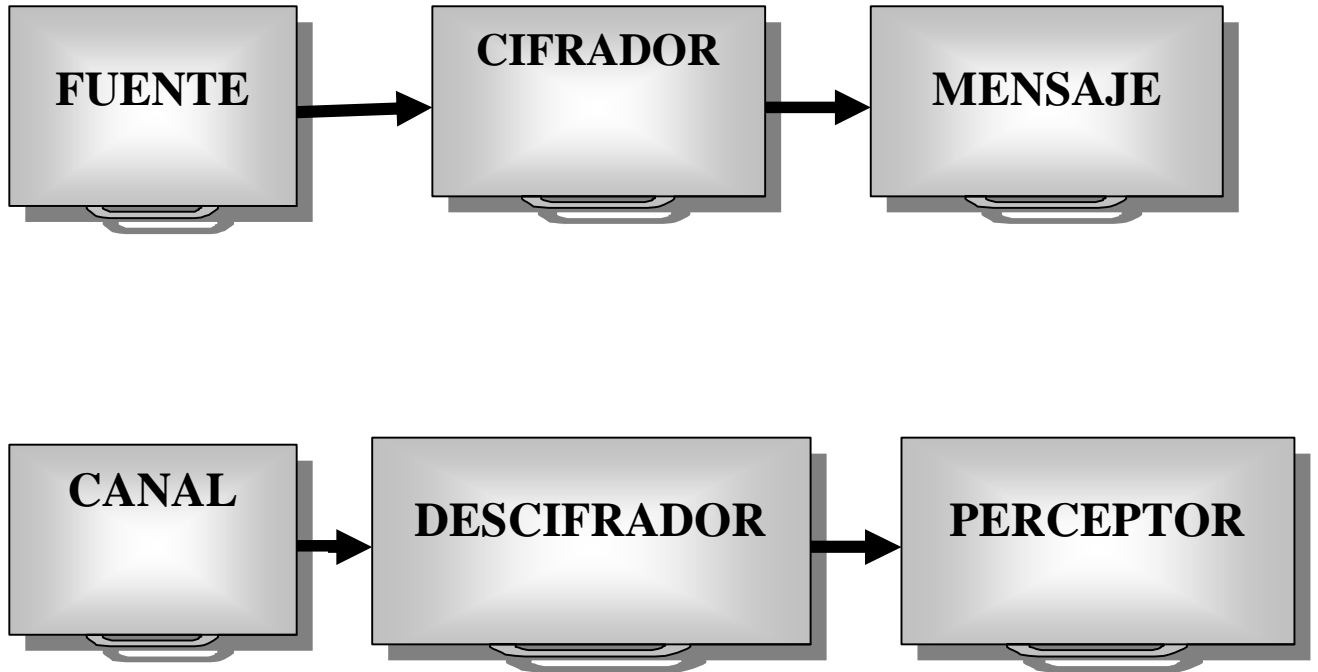 FUENTE
CIFRADOR
MENSAJE
CANAL
DESCIFRADOR
PERCEPTOR